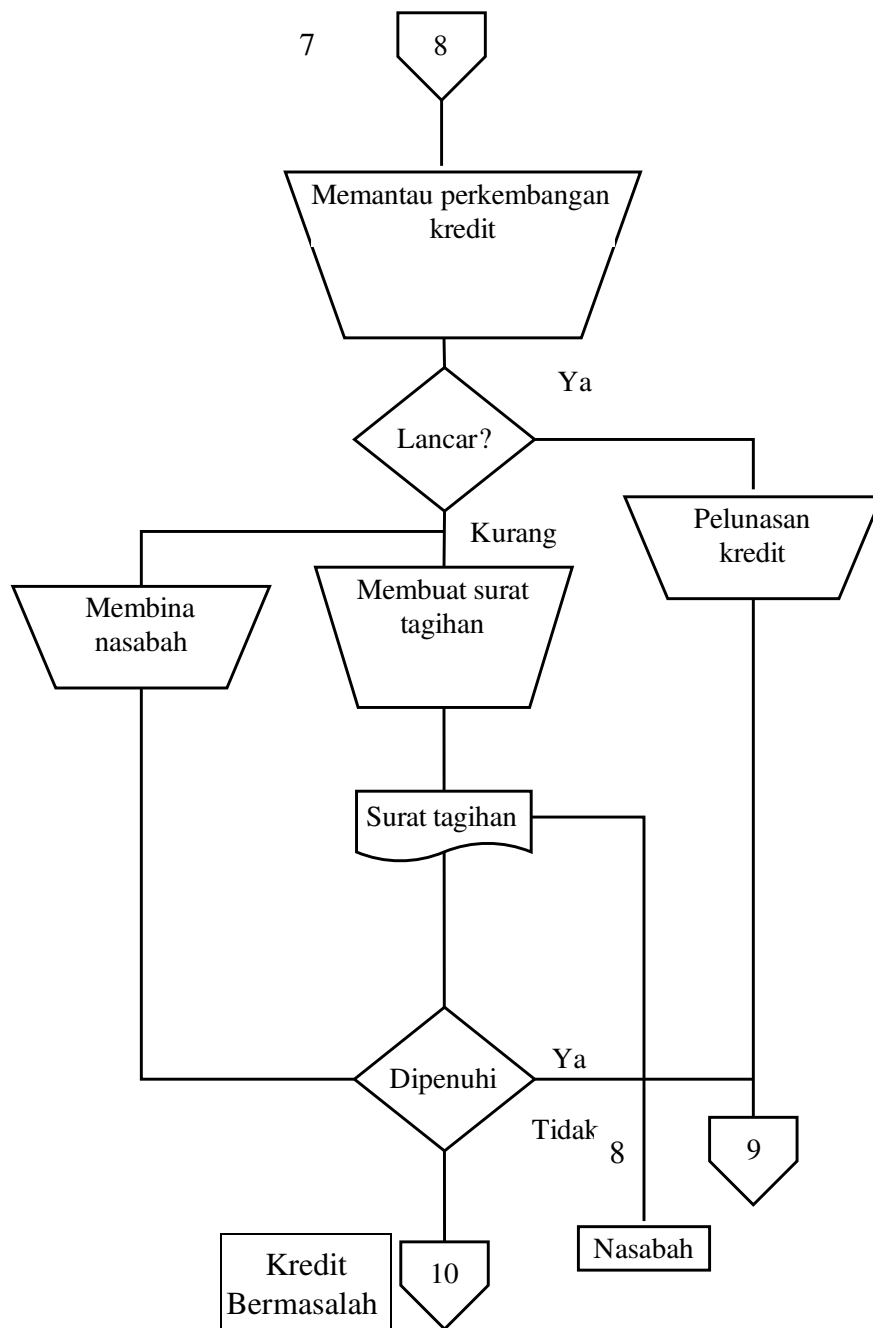 7
8
Memantau perkembangan
kredit
Ya
Lancar?
Kurang
Pelunasan
kredit
Membina
nasabah
Membuat surat
tagihan
Surat tagihan
Dipenuhi
Ya
Tidak
8
9
Nasabah
Kredit
Bermasalah
10